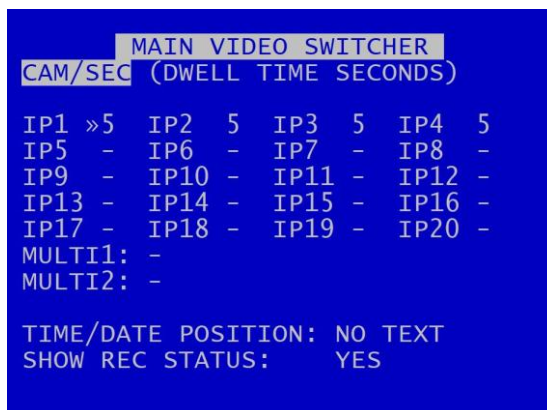 MAIN VIDEO SWITCHER
CAM/SEC (DWELL TIME SECONDS)
IP1 »5 IP2 5 IP3 5 IP4 5
IP5 - IP6 - IP7 - IP8 -
IP9 - IP10 - IP11 - IP12 -
IP13 - IP14 - IP15 - IP16 -
IP17 - IP18 - IP19 - IP20 -
MULTI1: -
MULTI2: -
TIME/DATE POSITION: NO TEXT
SHOW REC STATUS: YES